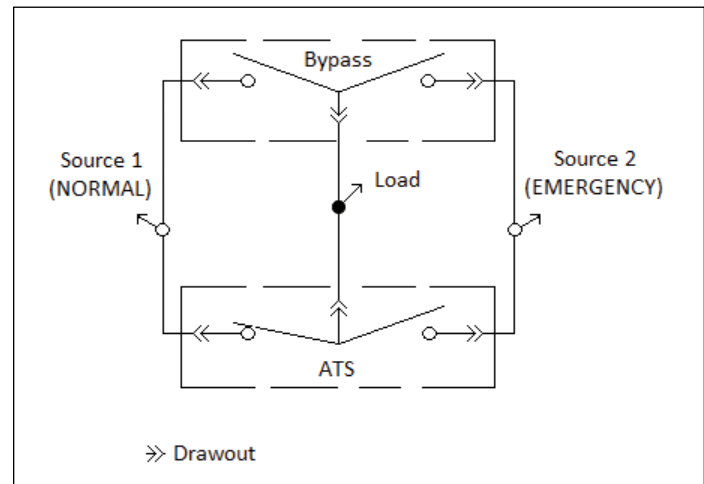 Bypass
Source 1
(NORMAL)
Load
Source 2
(EMERGENCY)
ATS
Drawout